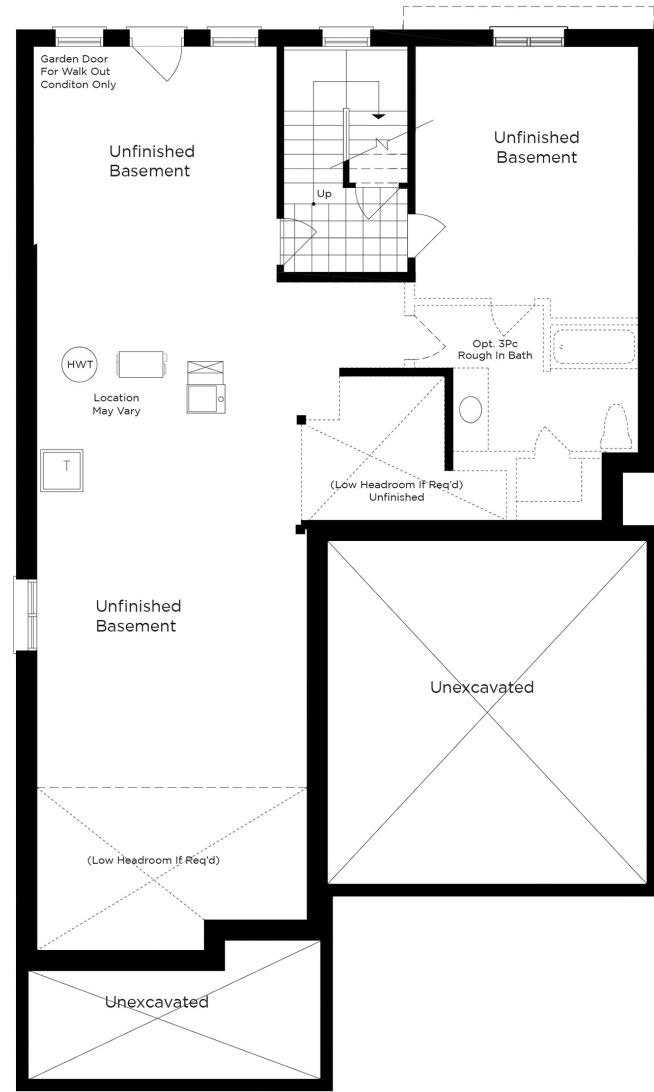 Garden Door
For Walk Out
Conditon Only
Unfinished
Basement
Unfinished
Basement
Up
HWT
Location
May Vary
Opt. 3Pc
Rough In Bath
T
(Low Headroom If Req'd)
Unfinished
Unfinished
Basement
Unexcavated
(Low Headroom If Req'd)
Unexcavated